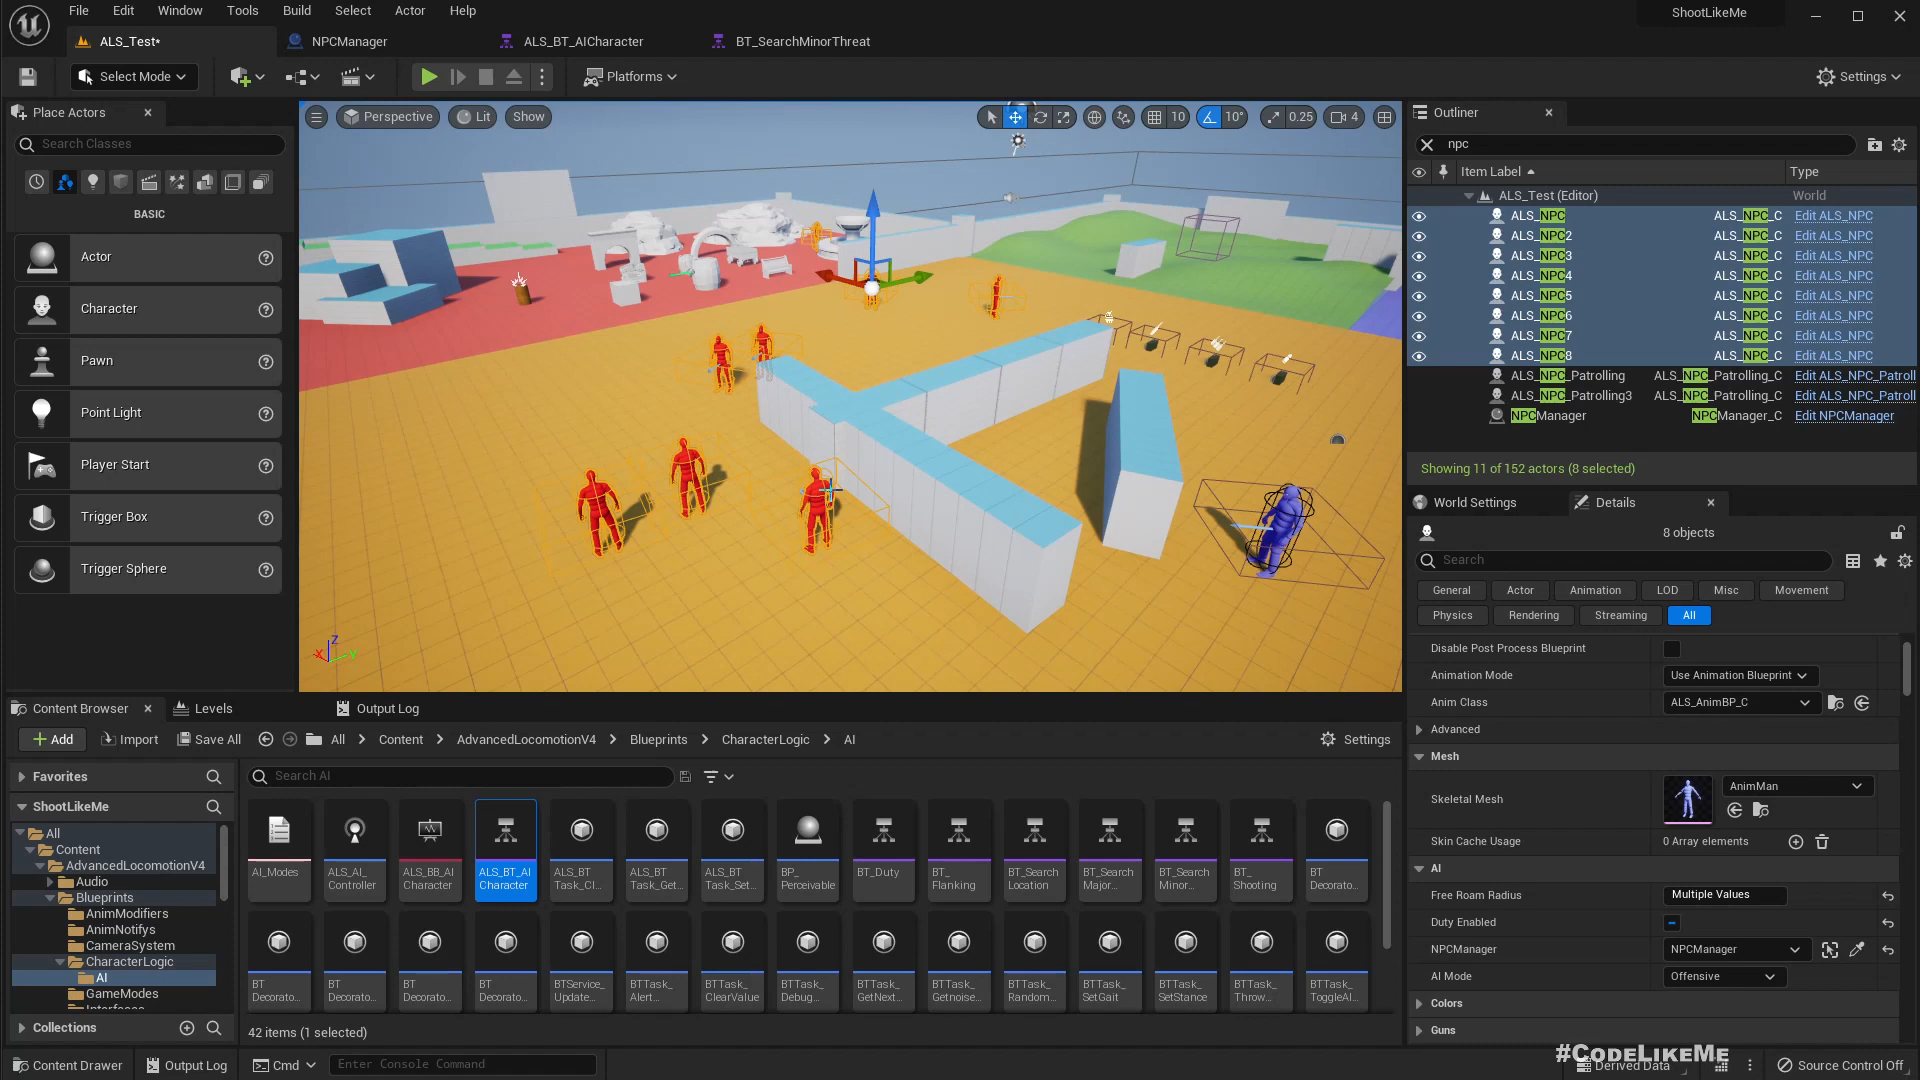 File Edit Window Tools Build Select Actor Help
ShootLikeMe
ALS_Test* NPCManager ALS_BT_AICharacter BT_SearchMinorThreat
Select Mode Platforms Settings
Place Actors
Search Classes
BASIC
Actor
Character
Pawn
Point Light
Player Start
Trigger Box
Trigger Sphere
Perspective Lit Show 10 10° 0.25 4
Z
X Y
Outliner
npc
Item Label Type
ALS_Test (Editor) World
ALS_NPC ALS_NPC_C Edit ALS_NPC
ALS_NPC2 ALS_NPC_C Edit ALS_NPC
ALS_NPC3 ALS_NPC_C Edit ALS_NPC
ALS_NPC4 ALS_NPC_C Edit ALS_NPC
ALS_NPC5 ALS_NPC_C Edit ALS_NPC
ALS_NPC6 ALS_NPC_C Edit ALS_NPC
ALS_NPC7 ALS_NPC_C Edit ALS_NPC
ALS_NPC8 ALS_NPC_C Edit ALS_NPC
ALS_NPC_Patrolling ALS_NPC_Patrolling_C Edit ALS_NPC_Patroll
ALS_NPC_Patrolling3 ALS_NPC_Patrolling_C Edit ALS_NPC_Patroll
NPCManager NPCManager_C Edit NPCManager
Showing 11 of 152 actors (8 selected)
World Settings Details
8 objects
Search
General Actor Animation LOD Misc Movement
Physics Rendering Streaming All
Disable Post Process Blueprint
Animation Mode Use Animation Blueprint
Anim Class ALS_AnimBP_C
Advanced
Mesh
Skeletal Mesh AnimMan
Skin Cache Usage 0 Array elements
AI
Free Roam Radius Multiple Values
Duty Enabled
NPCManager NPCManager
AI Mode Offensive
Colors
Guns
Content Browser Levels Output Log
Add Import Save All All Content AdvancedLocomotionV4 Blueprints CharacterLogic AI Settings
Favorites
ShootLikeMe
All
Content
AdvancedLocomotionV4
Audio
Blueprints
AnimModifiers
AnimNotifys
CameraSystem
CharacterLogic
AI
GameModes
Collections
Search AI
AI_Modes ALS_AI_ ALS_BB_AI ALS_BT_AI ALS_BT ALS_BT ALS_BT BP_ BT_Duty BT_ BT_Search BT_Search BT_Search BT_ BT
Controller Character Character Task_Cl... Task_Get... Task_Set... Perceivable Flanking Location Major... Minor... Shooting Decorato...
BT BT BT BT BTService_ BTTask_ BTTask_ BTTask_ BTTask_ BTTask_ BTTask_ BTTask_ BTTask_ BTTask_ BTTask_
Decorato... Decorato... Decorato... Decorato... Update... Alert... ClearValue Debug... GetNext... Getnoise... Random... SetGait SetStance Throw... ToggleAI...
42 items (1 selected)
Content Drawer Output Log Cmd Enter Console Command
#CodeLikeMe
Derived Data Source Control Off